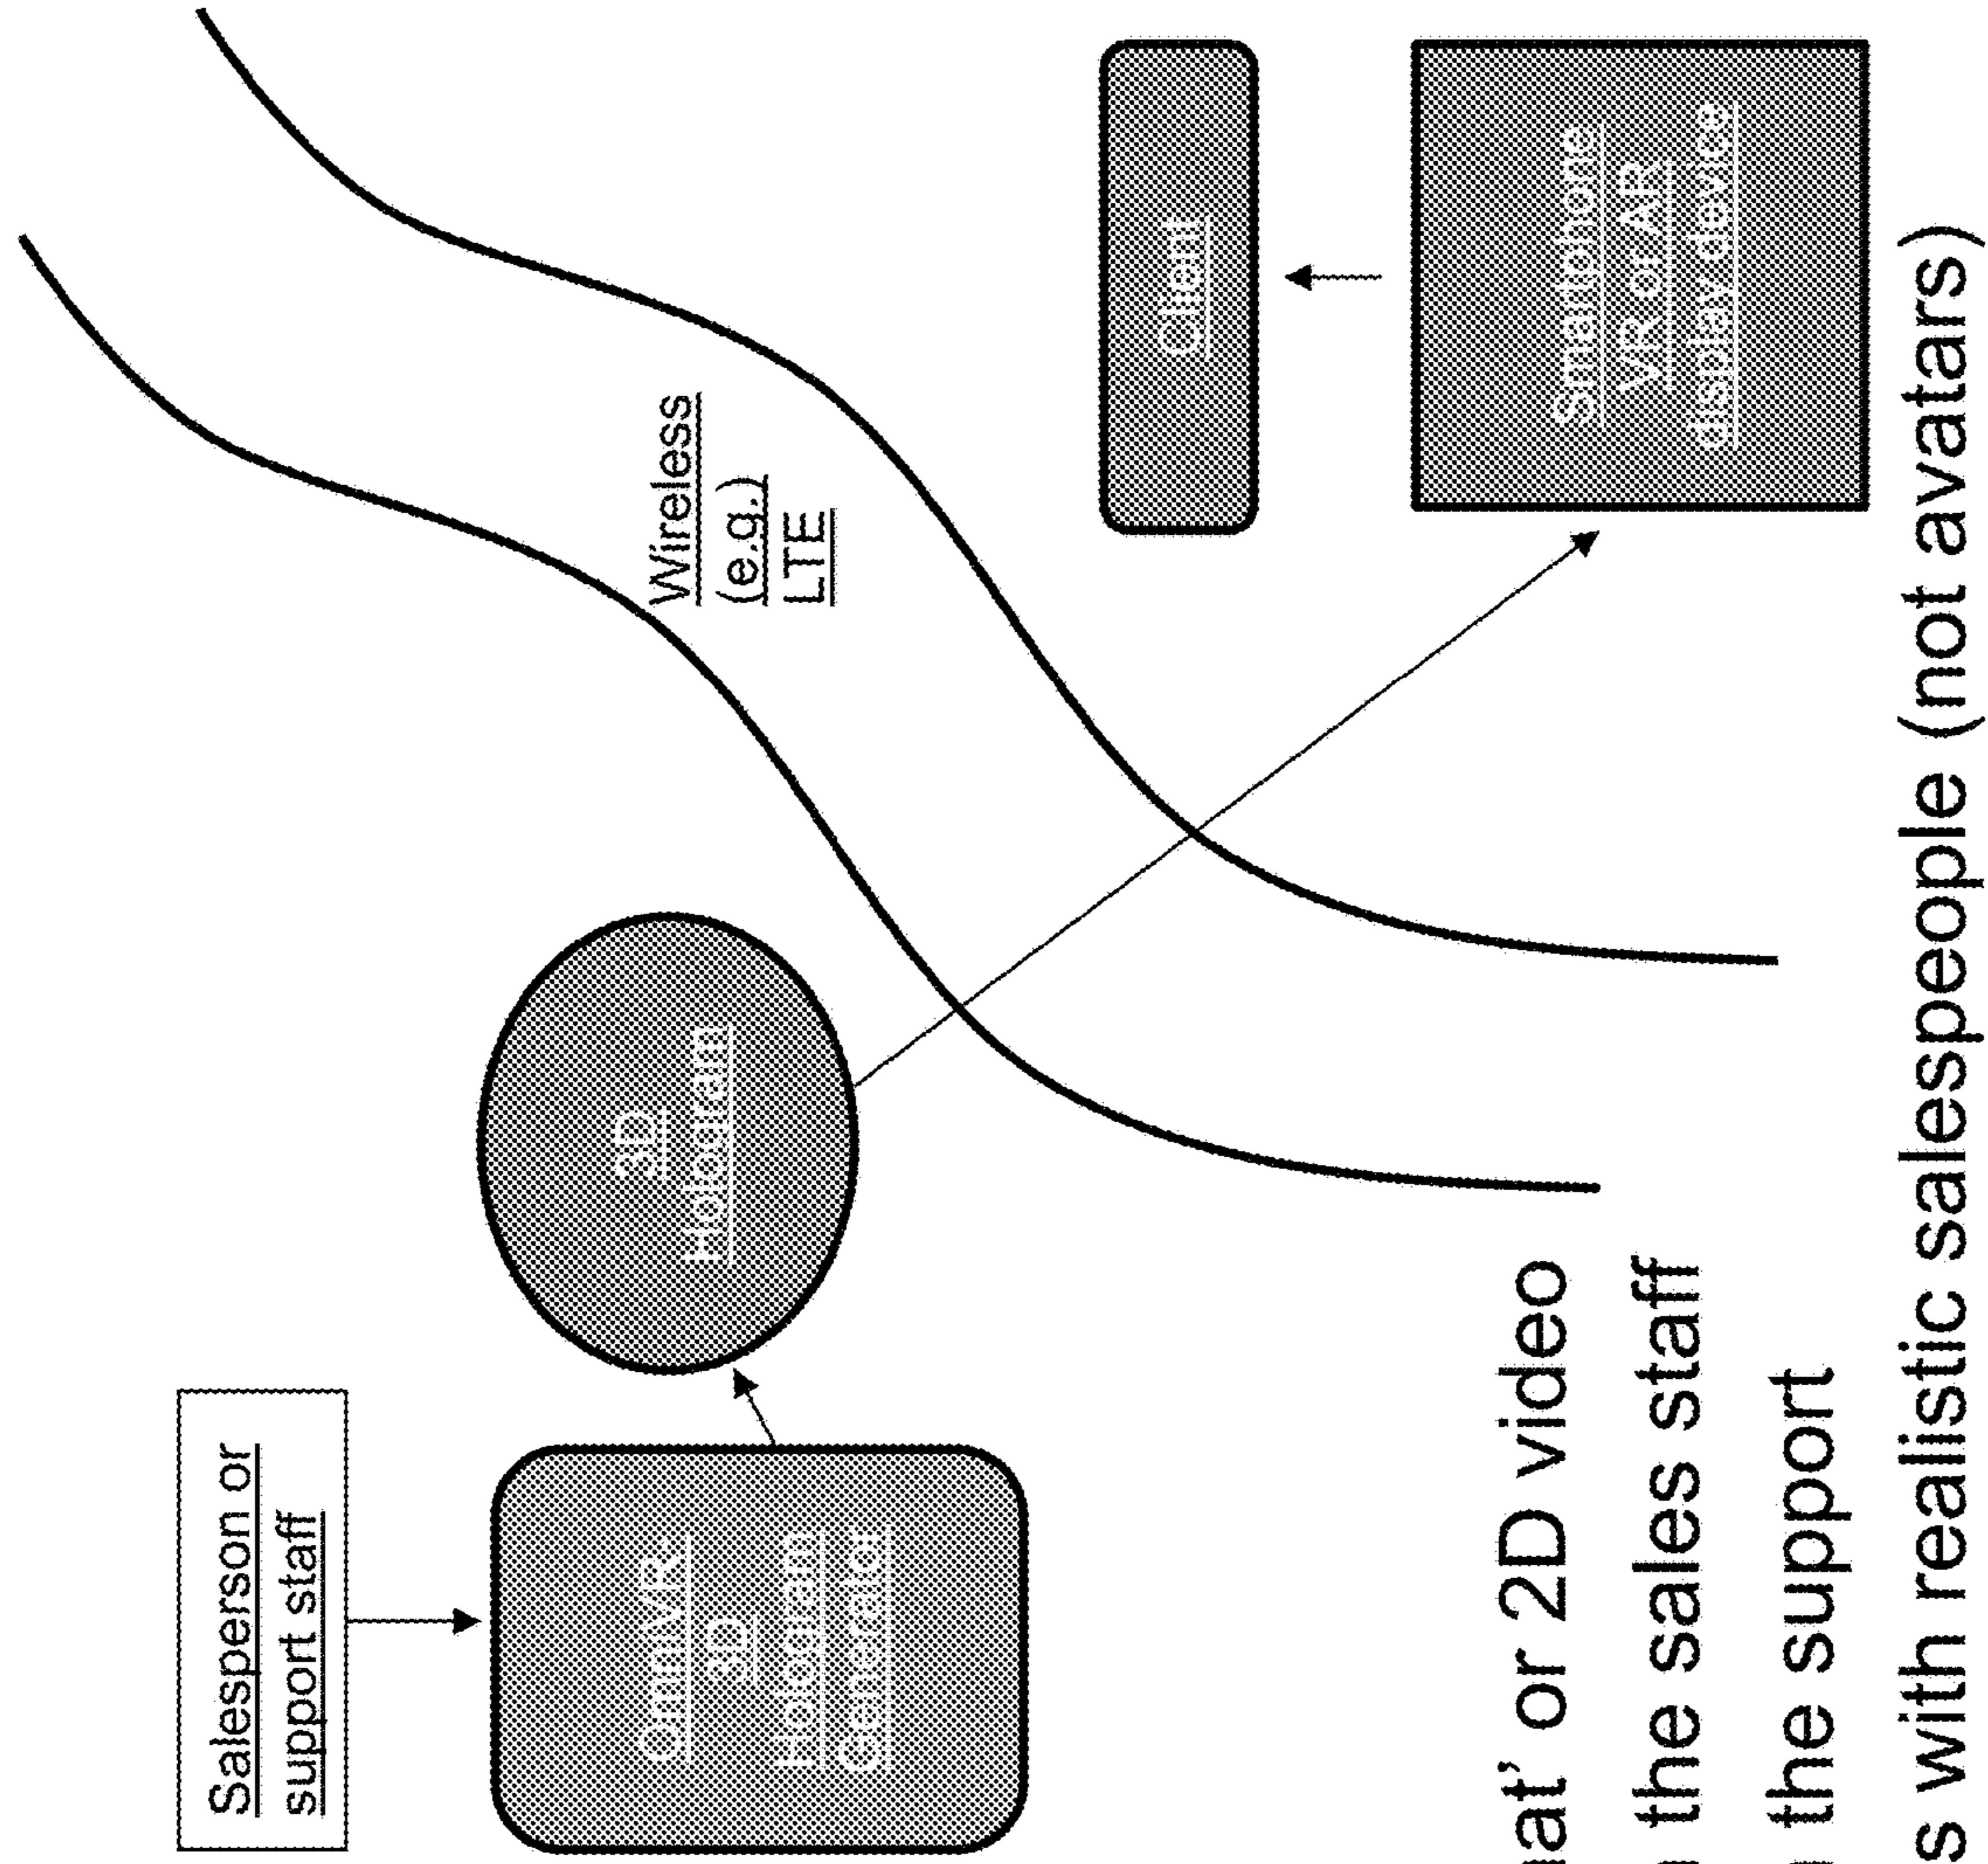 Salesperson or
support staff
OmniVR-
3D
Hologram
Generator
3D
Hologram
Wireless
(e.g.)
LTE
Client
Smartphone
VR or AR
display device
or 2D video
the sales staff
the support
with realistic salespeople (not avatars)